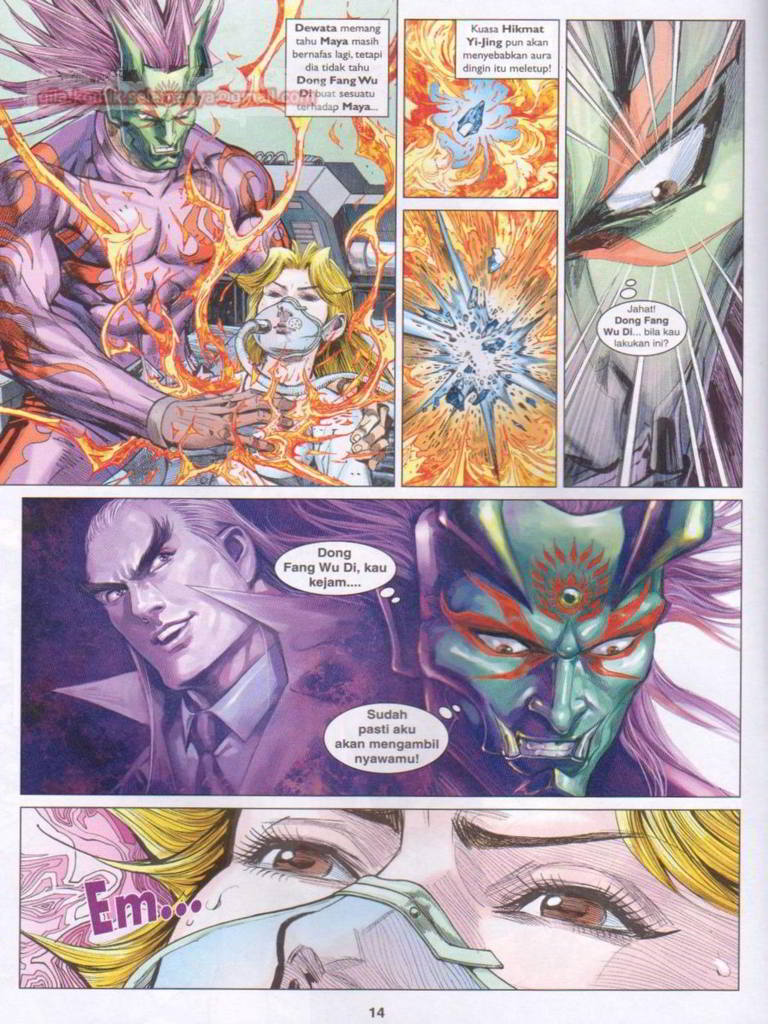 Dewata memang
tahu Maya masih
bernafas lagi, tetapi
dia tidak tahu
Dong Fang Wu
Di buat sesuatu
terhadap Maya...
Kuasa Hikmat
Yi-Jing pun akan
menyebabkan aura
dingin itu meletup!
Jahat!
Dong Fang
Wu Di... bila kau
lakukan ini?
Dong
Fang Wu Di, kau
kejam....
Sudah
pasti aku
akan mengambil
nyawamu!
Em...
14